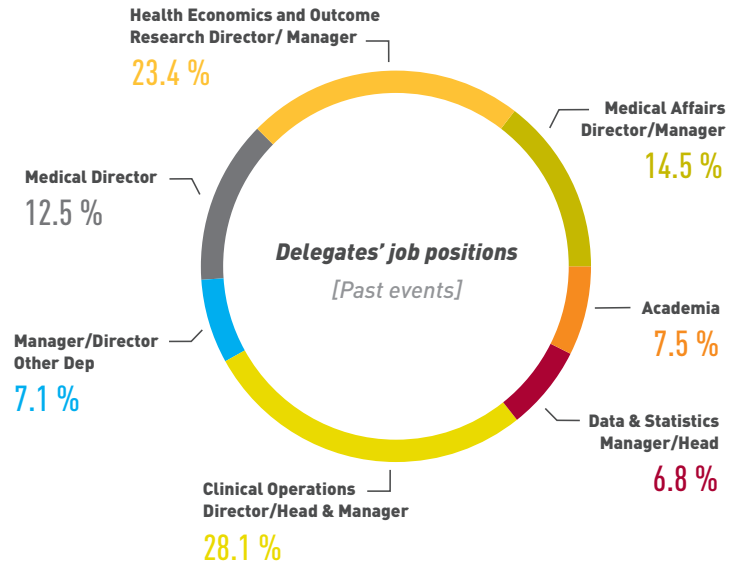 Health Economics and Outcome
Research Director/ Manager
23.4 %
Medical Affairs
Director/Manager
14.5 %
Medical Director
12.5 %
Delegates’ job positions
[Past events]
Academia
7.5 %
Manager/Director
Other Dep
7.1 %
Data & Statistics
Manager/Head
6.8 %
Clinical Operations
Director/Head & Manager
28.1 %